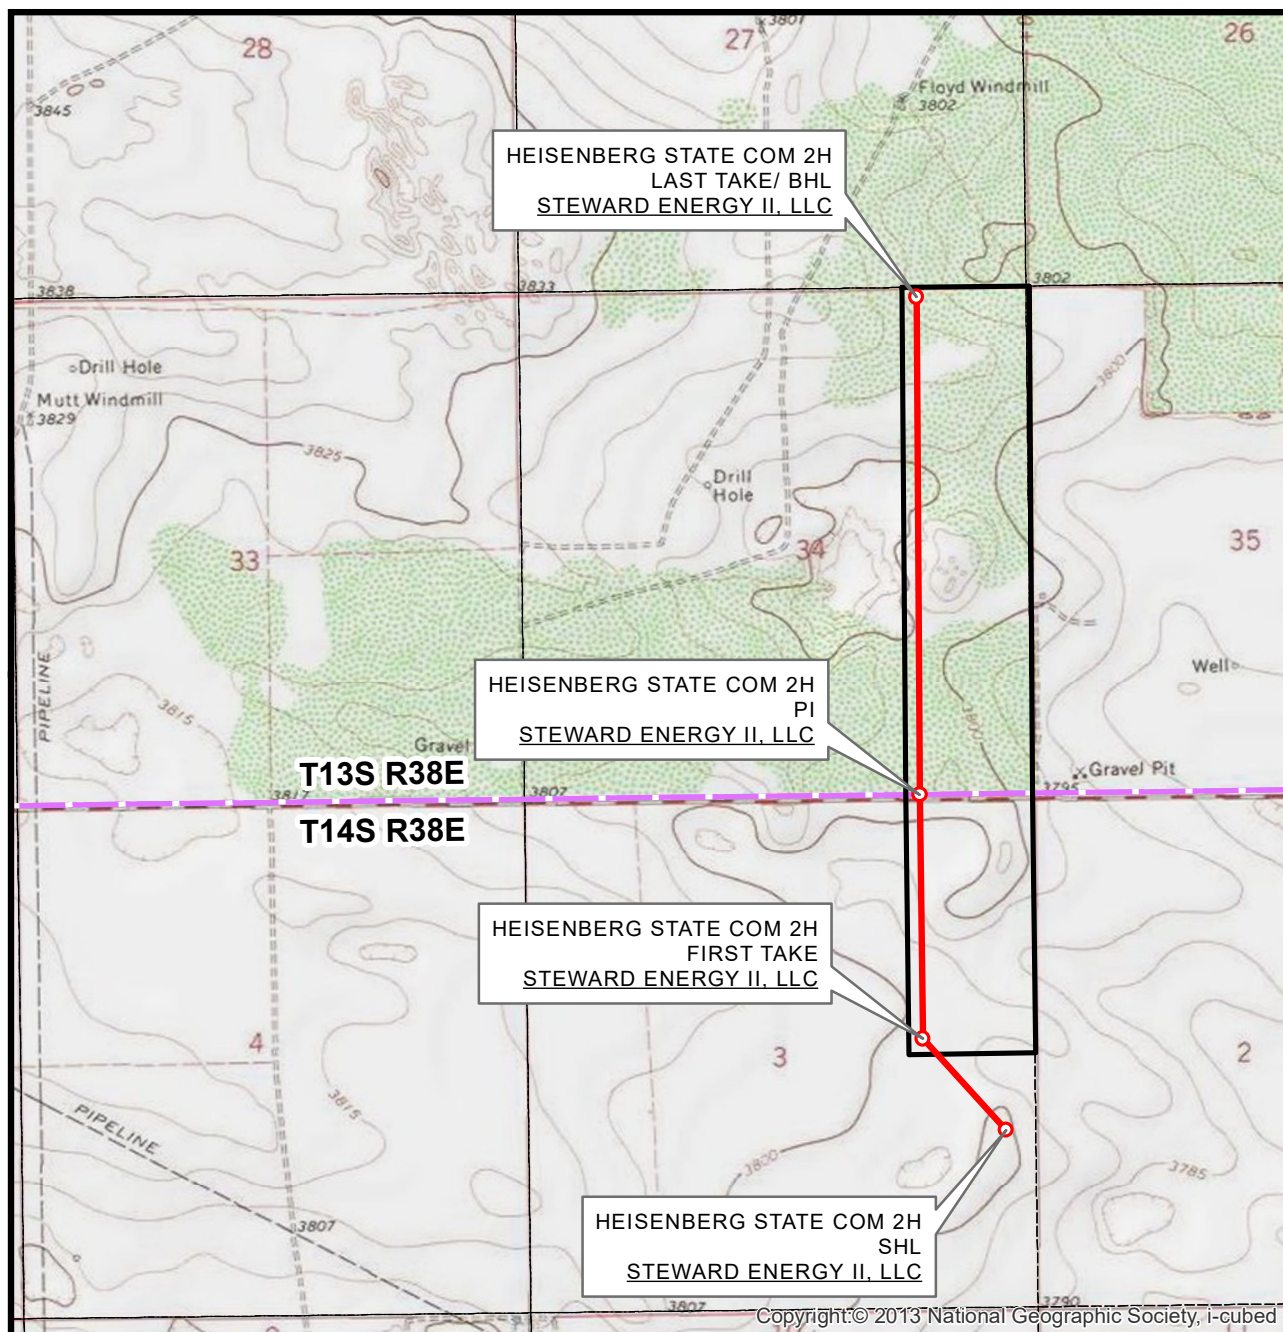 28
27
3807
26
Floyd Windmill
3802
3845
HEISENBERG STATE COM 2H
LAST TAKE/ BHL
STEWARD ENERGY II, LLC
3838
3833
3802
Drill Hole
Mutt Windmill
3829
3800
3825
Drill
Hole
33
34
35
PIPELINE
Well
3815
HEISENBERG STATE COM 2H
PI
STEWARD ENERGY II, LLC
3800
Gravel
Gravel Pit
T13S R38E
3817
3807
3795
T14S R38E
HEISENBERG STATE COM 2H
FIRST TAKE
STEWARD ENERGY II, LLC
4
3
2
3815
PIPELINE
3800
3785
3807
HEISENBERG STATE COM 2H
SHL
STEWARD ENERGY II, LLC
3807
3790
Copyright:© 2013 National Geographic Society, i-cubed